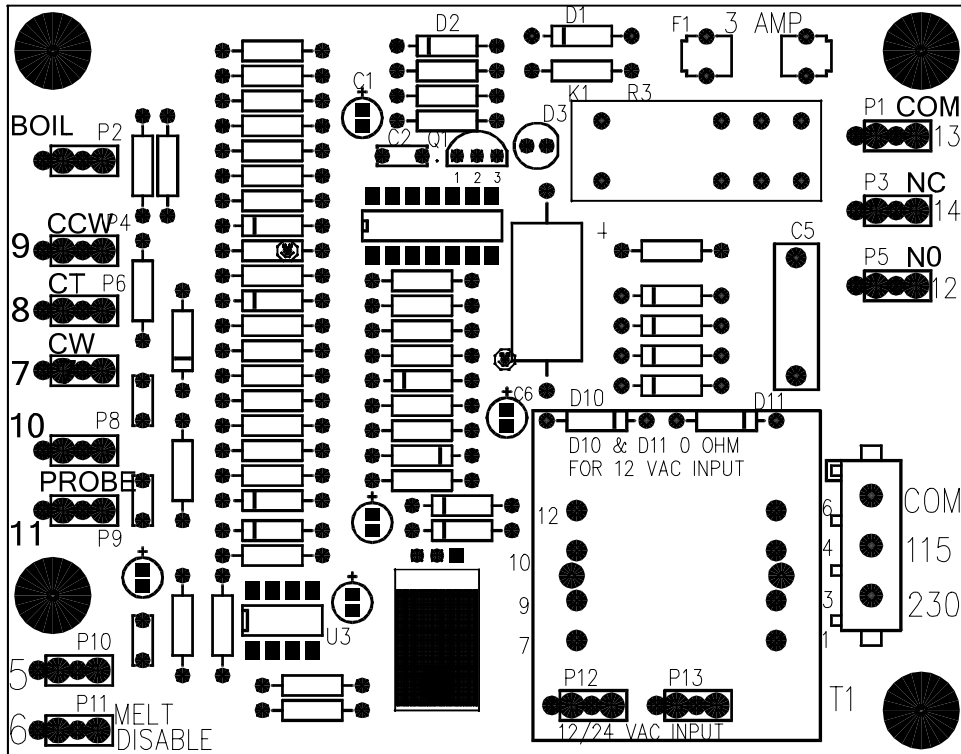 D2
D1
F1
3 AMP
C1
K1
R3
P1 COM
13
BOIL
P2
C2
Q1
D3
1 2 3
P3 NC
14
CCW
P4
9
+
C5
P5 N0
12
CT
P6
8
CW
7
C6
10
P8
D10
D11
D10 & D11 0 OHM
FOR 12 VAC INPUT
PROBE
11
P9
12
6
COM
10
4
115
9
3
230
7
1
U3
P10
5
P11
6
MELT
DISABLE
P12
P13
12/24 VAC INPUT
T1